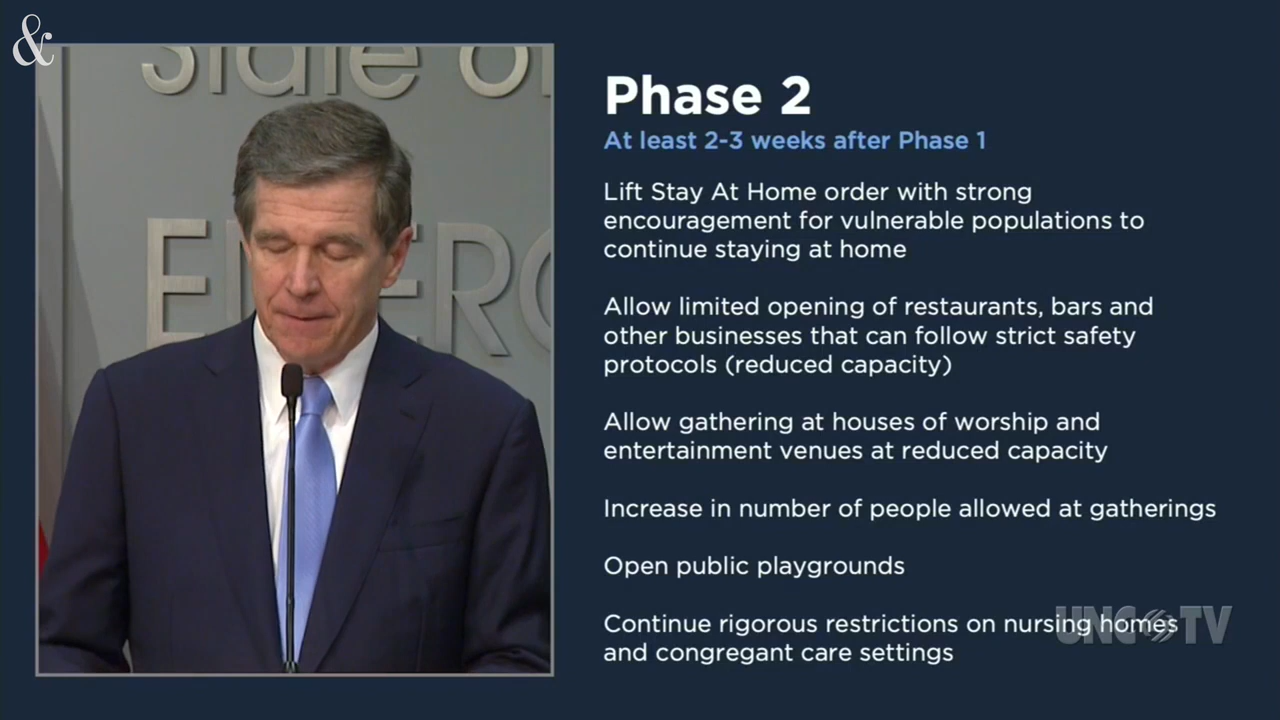 &
State o
EMERG
Phase 2
At least 2-3 weeks after Phase 1
Lift Stay At Home order with strong
encouragement for vulnerable populations to
continue staying at home
Allow limited opening of restaurants, bars and
other businesses that can follow strict safety
protocols (reduced capacity)
Allow gathering at houses of worship and
entertainment venues at reduced capacity
Increase in number of people allowed at gatherings
Open public playgrounds
Continue rigorous restrictions on nursing homes
and congregant care settings
UNC TV